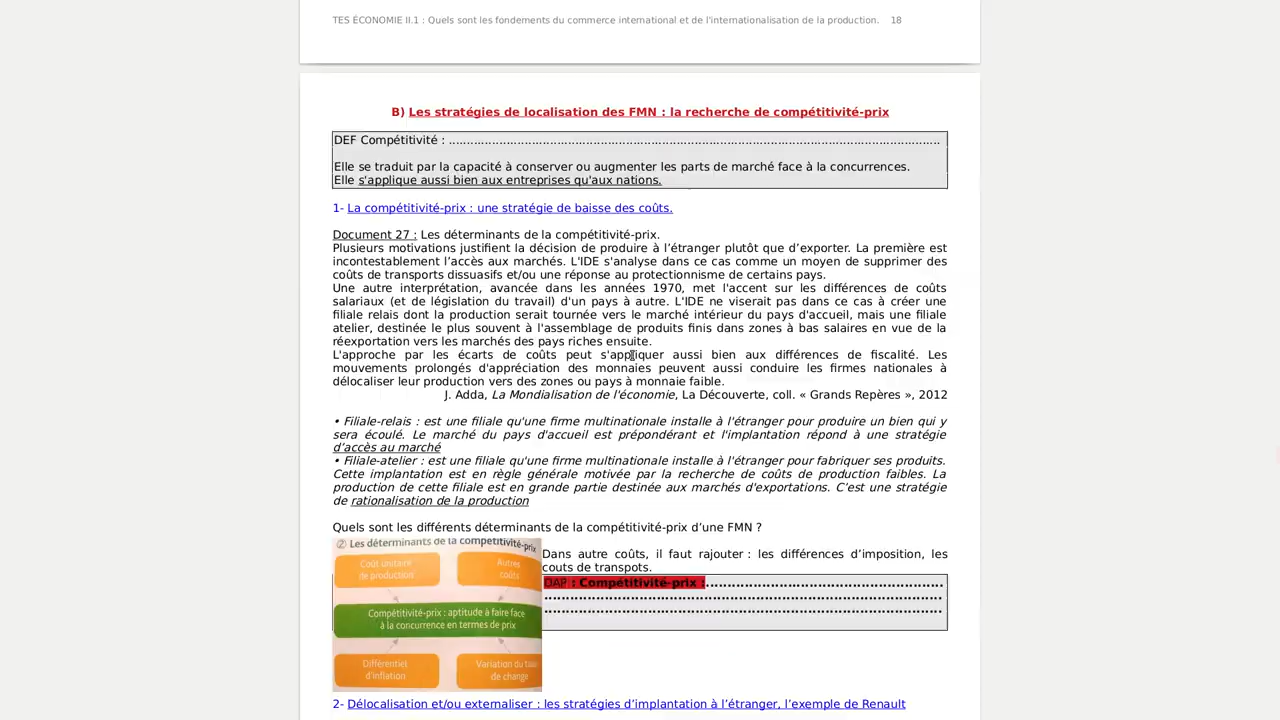 TES ÉCONOMIE II.1 : Quels sont les fondements du commerce international et de l'internationalisation de la production. 18
B) Les stratégies de localisation des FMN : la recherche de compétitivité-prix
DEF Compétitivité : ..............................................................................................................
Elle se traduit par la capacité à conserver ou augmenter les parts de marché face à la concurrences.
Elle s'applique aussi bien aux entreprises qu'aux nations.
1- La compétitivité-prix : une stratégie de baisse des coûts.
Document 27 : Les déterminants de la compétitivité-prix.
Plusieurs motivations justifient la décision de produire à l’étranger plutôt que d’exporter. La première est
incontestablement l’accès aux marchés. L'IDE s'analyse dans ce cas comme un moyen de supprimer des
coûts de transports dissuasifs et/ou une réponse au protectionnisme de certains pays.
Une autre interprétation, avancée dans les années 1970, met l'accent sur les différences de coûts
salariaux (et de législation du travail) d'un pays à autre. L'IDE ne viserait pas dans ce cas à créer une
filiale relais dont la production serait tournée vers le marché intérieur du pays d'accueil, mais une filiale
atelier, destinée le plus souvent à l'assemblage de produits finis dans zones à bas salaires en vue de la
réexportation vers les marchés des pays riches ensuite.
L'approche par les écarts de coûts peut s'appliquer aussi bien aux différences de fiscalité. Les
mouvements prolongés d'appréciation des monnaies peuvent aussi conduire les firmes nationales à
délocaliser leur production vers des zones ou pays à monnaie faible.
J. Adda, La Mondialisation de l'économie, La Découverte, coll. « Grands Repères », 2012
• Filiale-relais : est une filiale qu'une firme multinationale installe à l'étranger pour produire un bien qui y
sera écoulé. Le marché du pays d'accueil est prépondérant et l'implantation répond à une stratégie
d’accès au marché
• Filiale-atelier : est une filiale qu'une firme multinationale installe à l'étranger pour fabriquer ses produits.
Cette implantation est en règle générale motivée par la recherche de coûts de production faibles. La
production de cette filiale est en grande partie destinée aux marchés d'exportations. C'est une stratégie
de rationalisation de la production
Quels sont les différents déterminants de la compétitivité-prix d’une FMN ?
② Les déterminants de la compétitivité-prix
Coût unitaire
de production
Autres
coûts
Compétitivité-prix : aptitude à faire face
à la concurrence en termes de prix
Différentiel
d'inflation
Variation du taux
de change
Dans autre coûts, il faut rajouter : les différences d’imposition, les
couts de transpots.
: Compétitivité-prix :..................................................
................................................................................
................................................................................
2- Délocalisation et/ou externaliser : les stratégies d’implantation à l’étranger, l’exemple de Renault